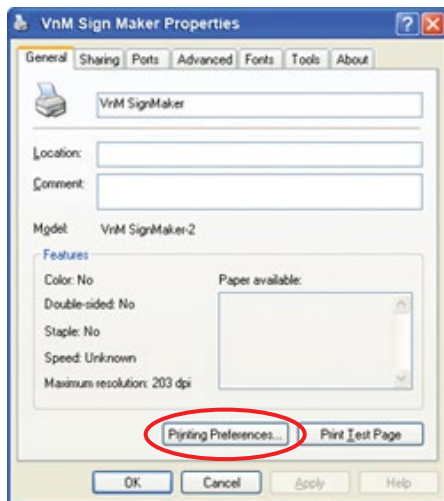 VnM Sign Maker Properties
General Sharing Ports Advanced Fonts Tools About
VnM SignMaker
Location:
Comment:
Model: VnM SignMaker-2
Features
Color: No Paper available:
Double-sided: No
Staple: No
Speed: Unknown
Maximum resolution: 203 dpi
Printing Preferences... Print Test Page
OK Cancel Apply Help